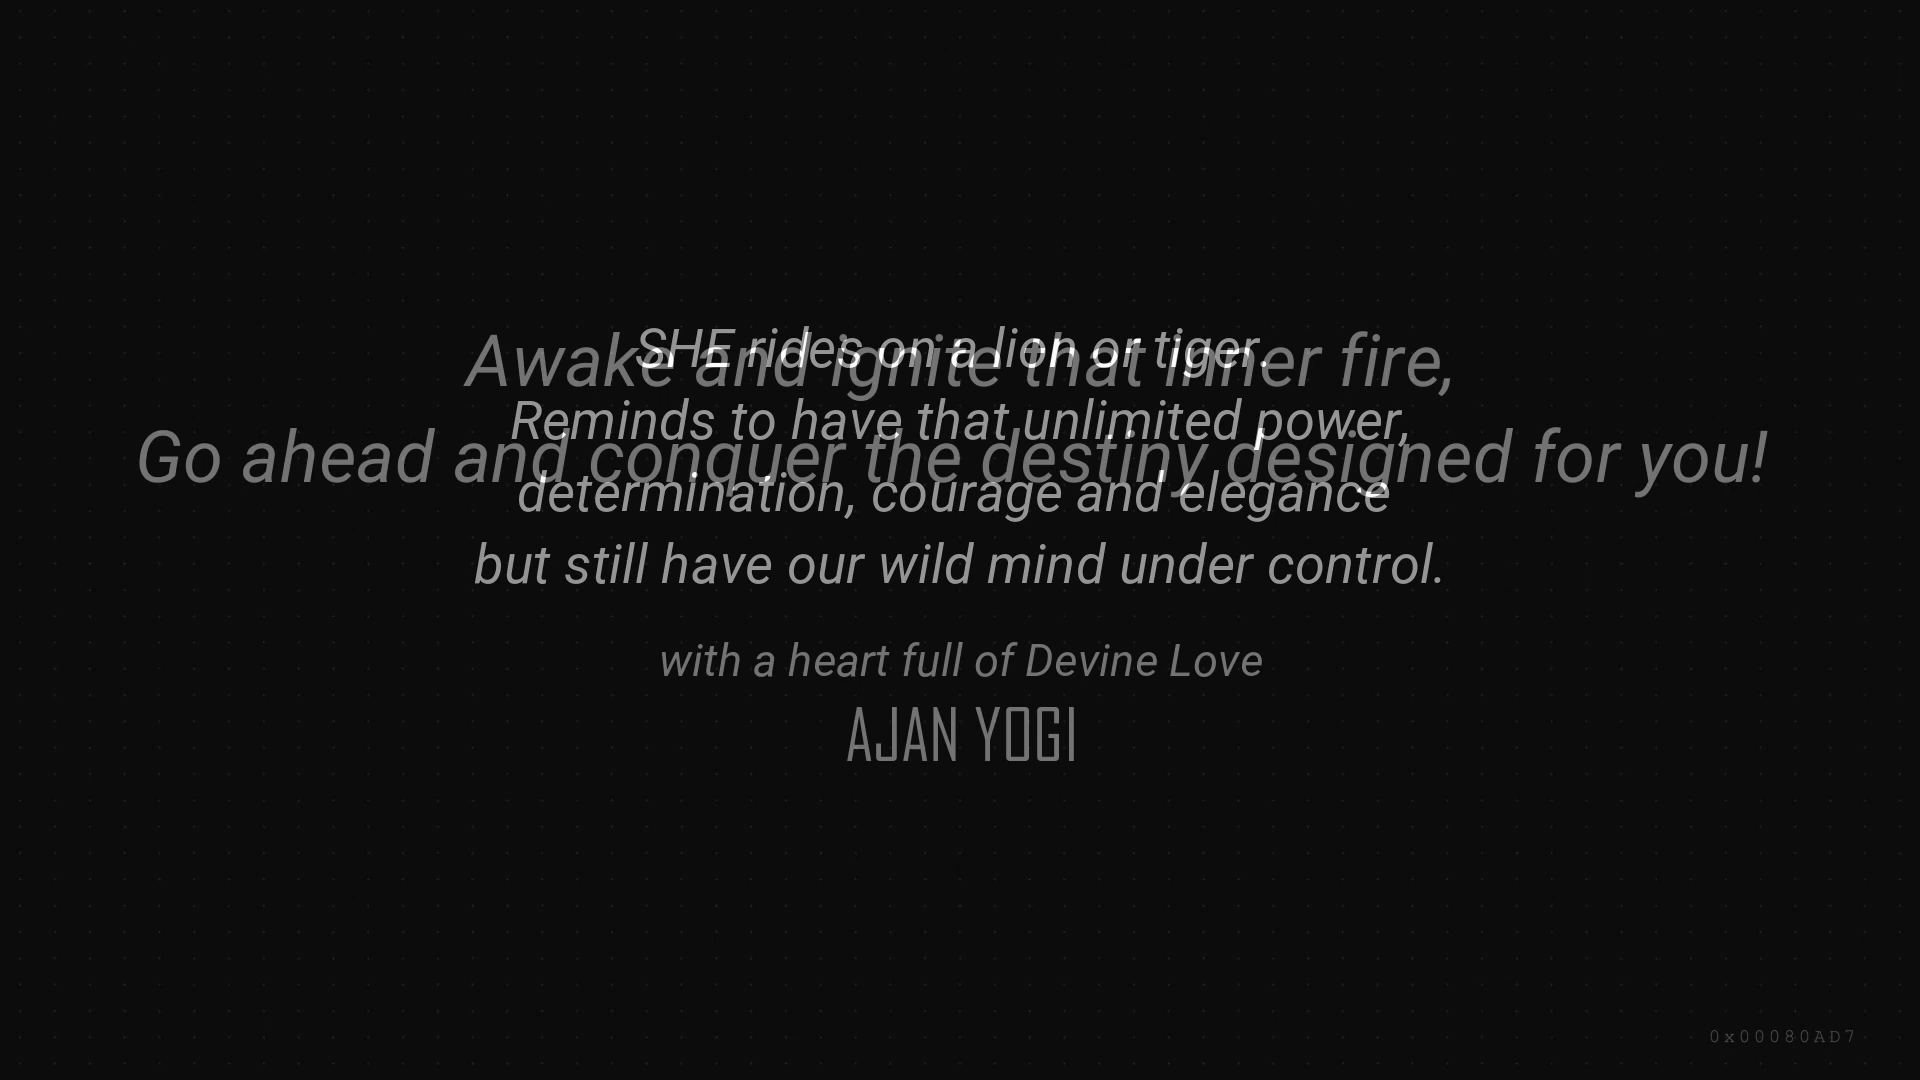 SHE rides on a lion or tiger.
Reminds to have that unlimited power,
determination, courage and elegance
but still have our wild mind under control.
Awake and ignite that inner fire,
Go ahead and conquer the destiny designed for you!
with a heart full of Devine Love
AJAN YOGI
0x00080AD7